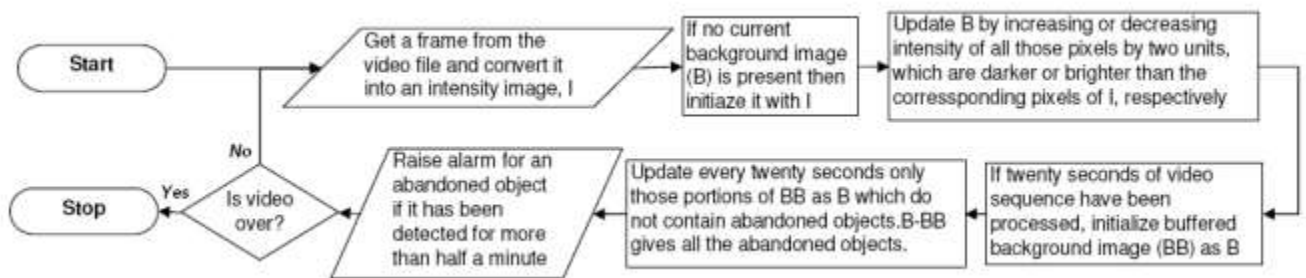 Start
Get a frame from the
video file and convert it
into an intensity image, I
If no current
background image
(B) is present then
initiaze it with I
Update B by increasing or decreasing
intensity of all those pixels by two units,
which are darker or brighter than the
corressponding pixels of I, respectively
If twenty seconds of video
sequence have been
processed, initialize buffered
background image (BB) as B
Update every twenty seconds only
those portions of BB as B which do
not contain abandoned objects.B-BB
gives all the abandoned objects.
Raise alarm for an
abandoned object
if it has been
detected for more
than half a minute
Is video
over?
No
Yes
Stop